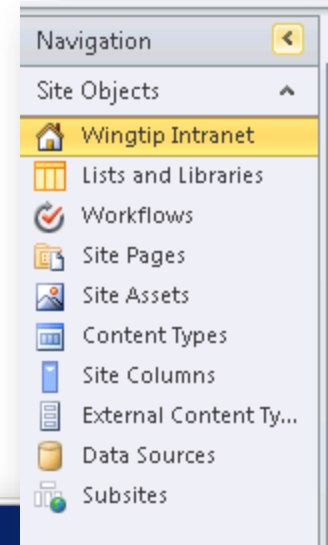 Navigation
Site Objects
Wingtip Intranet
Lists and Libraries
Workflows
Site Pages
Site Assets
Content Types
Site Columns
External Content Ty...
Data Sources
Subsites